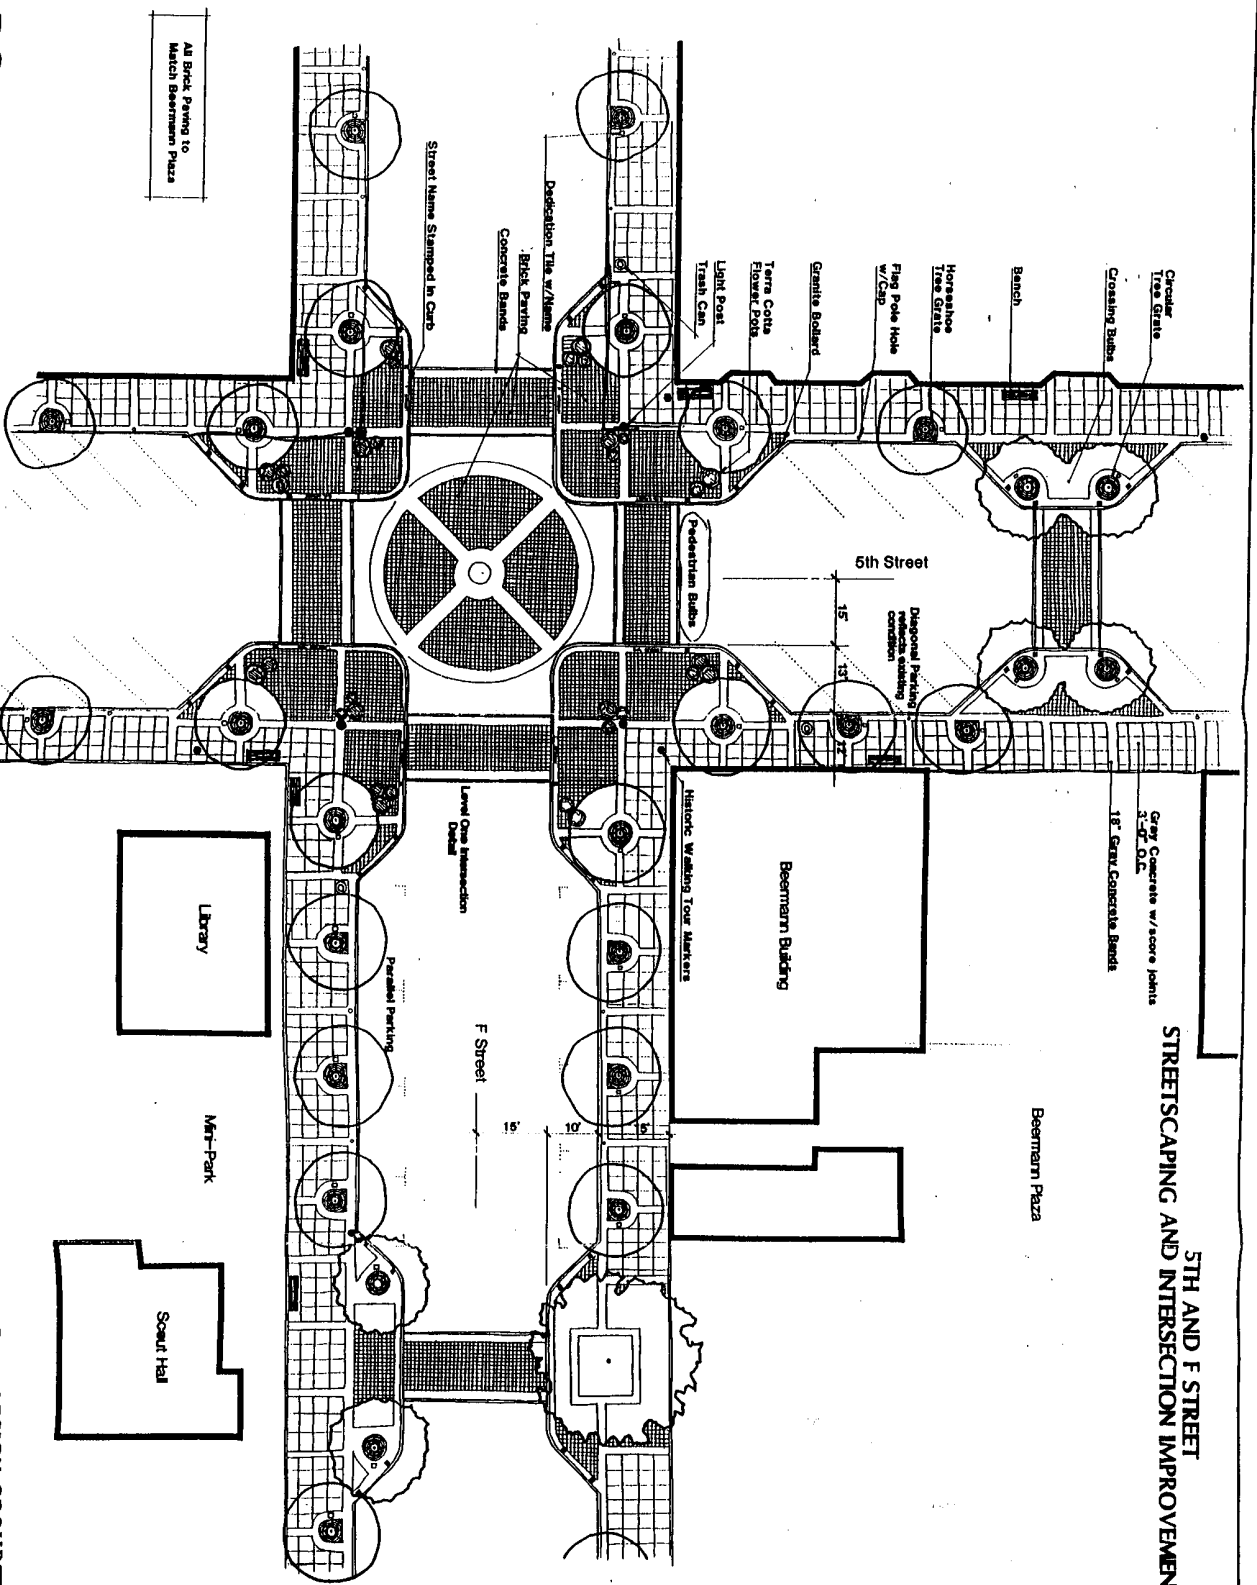 5TH AND F STREET
STREETSCAPING AND INTERSECTION IMPROVEMEN
Circular
Tree Grate
Crossing Bulbs
Bench
Horseshoe
Tree Grate
Flag Pole Hole
w/Cap
Granite Bollard
Terra Cotta
Flower Pots
Light Post
Trash Can
Dedication Tile w/Name
Brick Paving
Concrete Bands
Street Name Stamped in Curb
All Brick Paving to
Match Beermann Plaza
5th Street
Pedestrian Bulbs
15'
13'
12'
Diagonal Parking
reflects existing
condition
Gray Concrete w/score joints
3'-0" O.C.
18" Gray Concrete Bands
Historic Walking Tour Markers
Beermann Building
Beermann Plaza
Level One Intersection
Detail
Parallel Parking
F Street
15'
10'
Library
Mini-Park
Scout Hall